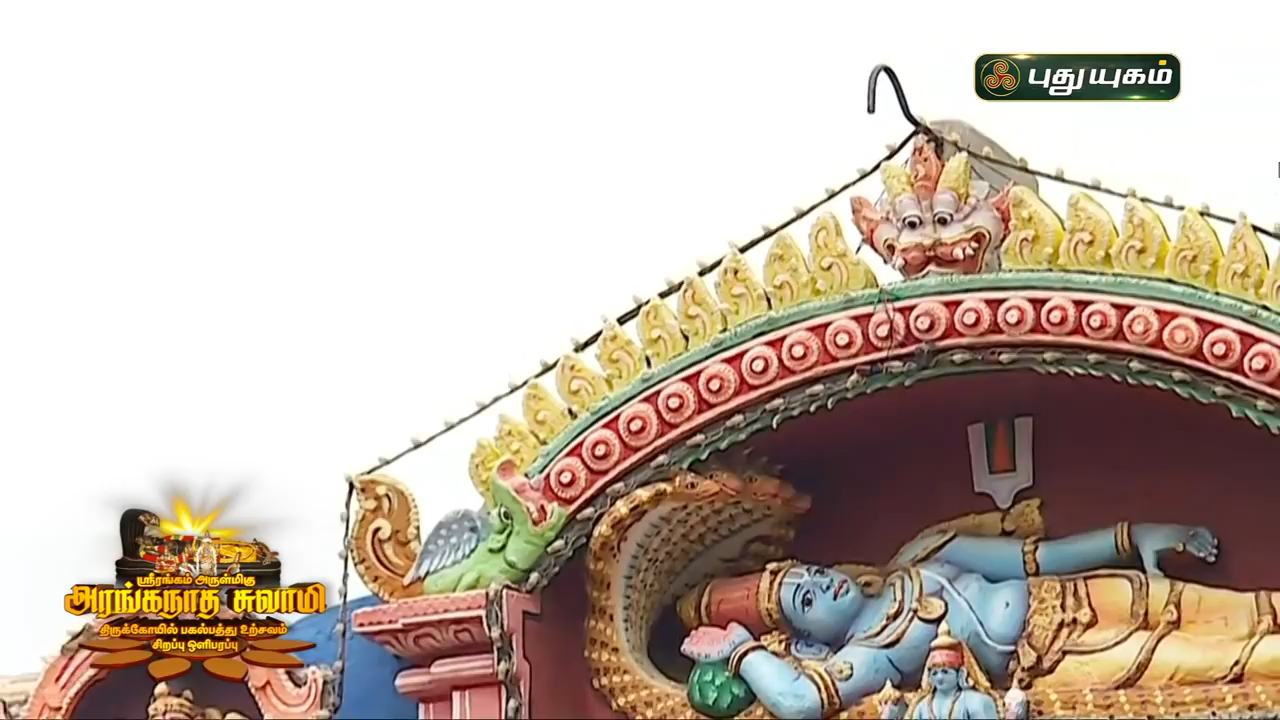 புதுயுகம்
ஸ்ரீரங்கம் அருள்மிகு
அரங்கநாத சுவாமி
திருக்கோயில் பகல்பத்து உற்சவம்
சிறப்பு ஒளிபரப்பு